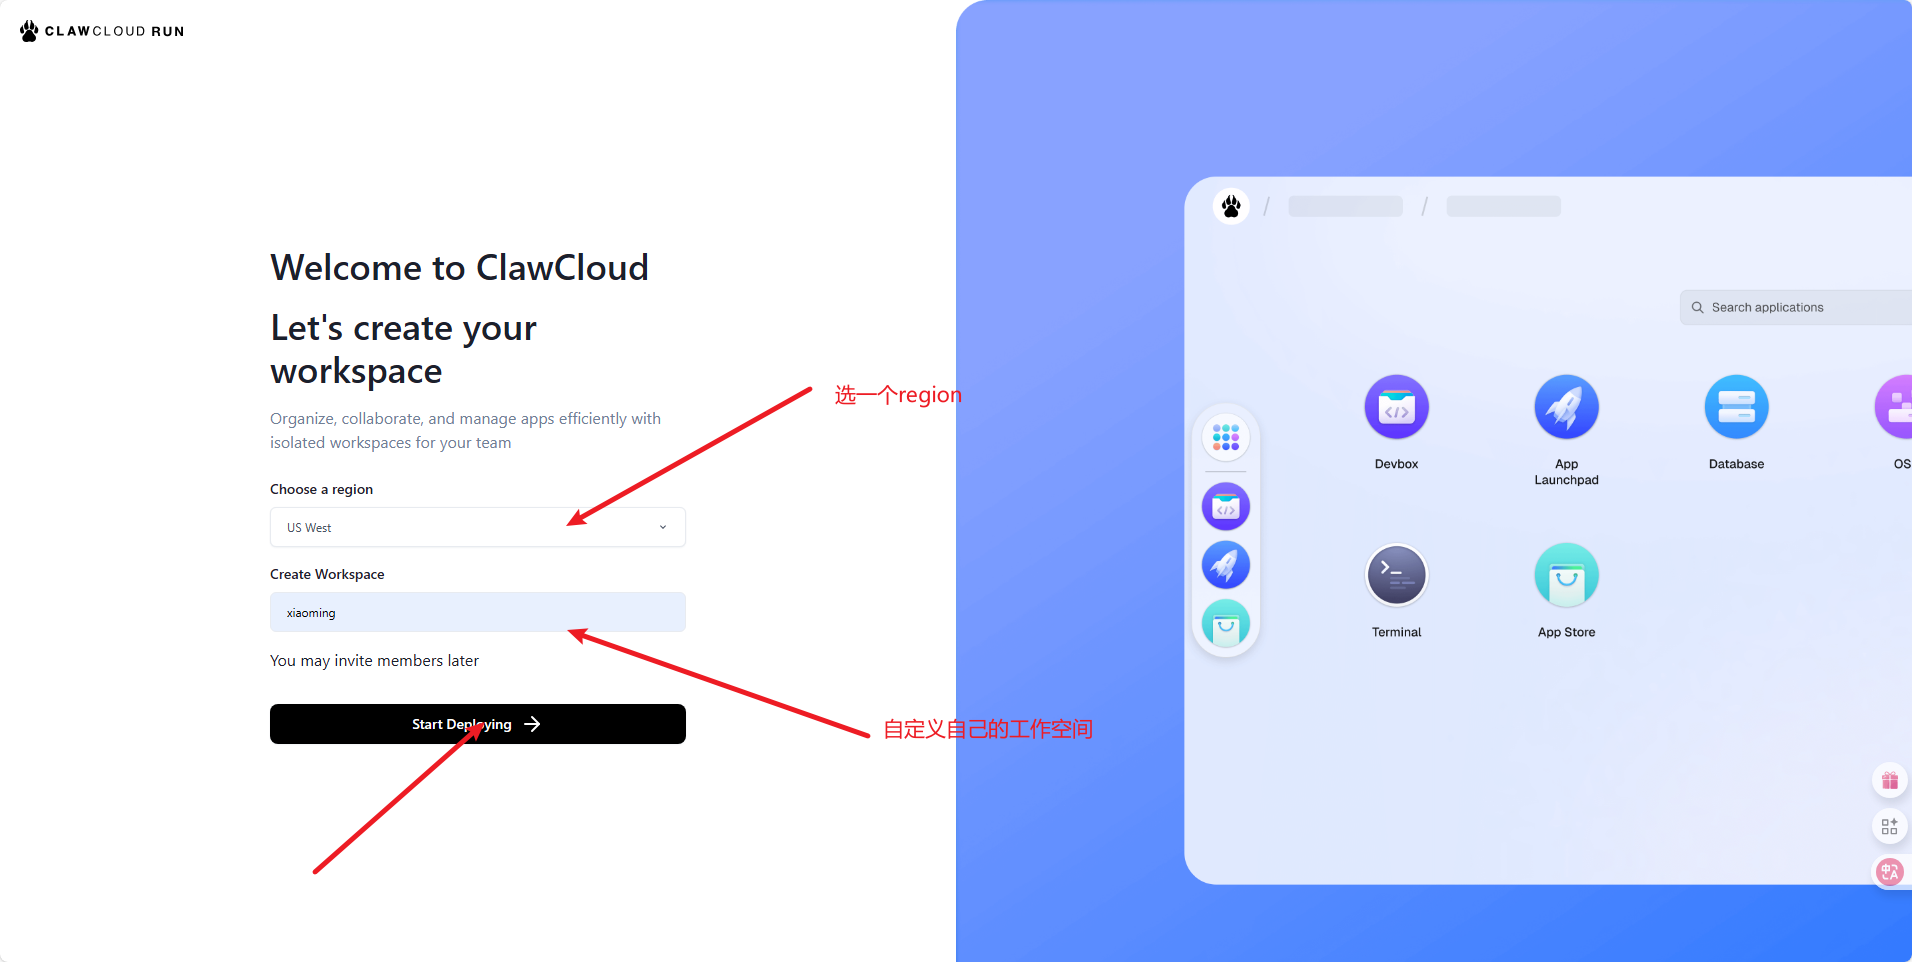 CLAWCLOUD RUN
Welcome to ClawCloud
Let's create your
workspace
Organize, collaborate, and manage apps efficiently with
isolated workspaces for your team
Choose a region
US West
Create Workspace
xiaoming
You may invite members later
Start Deploying
选一个region
自定义自己的工作空间
/
/
Search applications
Devbox
App
Launchpad
Database
OS
Terminal
App Store